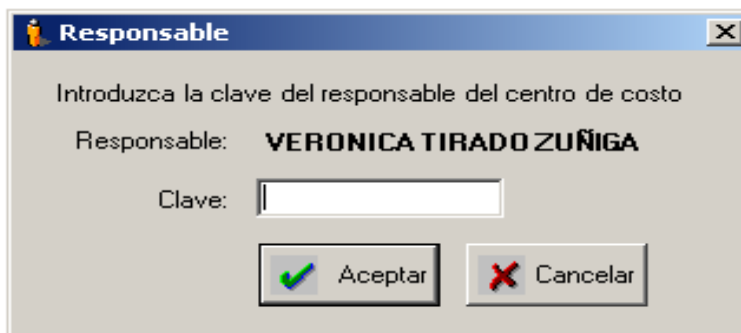 Responsable
Introduzca la clave del responsable del centro de costo
Responsable: VERONICA TIRADO ZUÑIGA
Clave:
Aceptar Cancelar